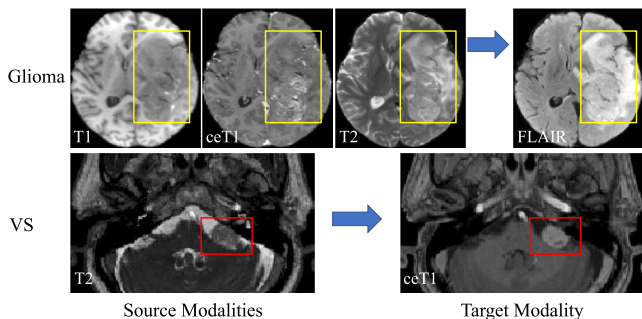 Glioma
T1
ceT1
T2
FLAIR
VS
T2
ceT1
Source Modalities
Target Modality